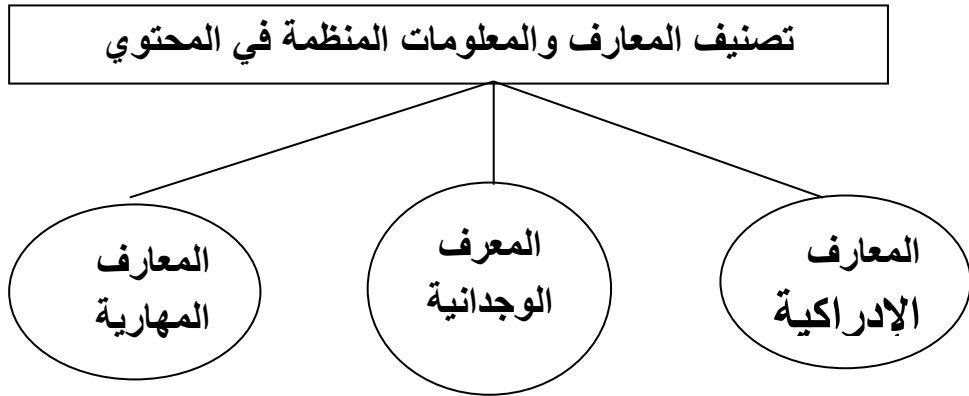 تصنيف المعارف والمعلومات المنظمة في المحتوي
المعارف
الإدراكية
المعرف
الوجدانية
المعارف
المهارية